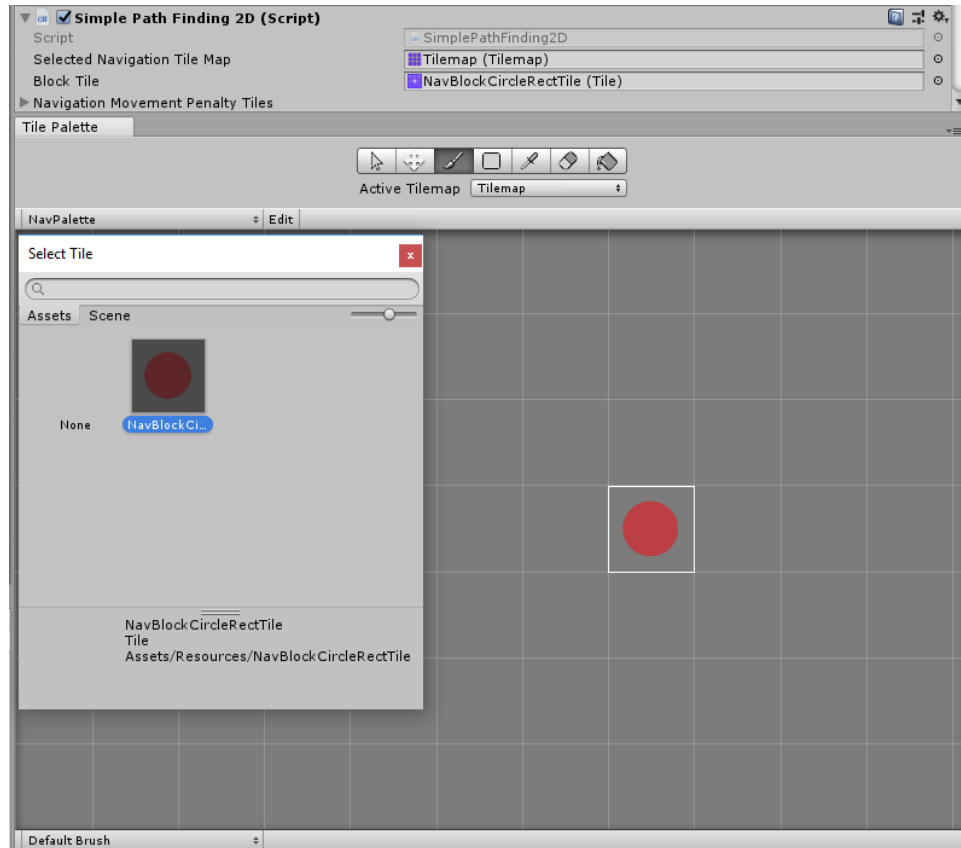 Simple Path Finding 2D (Script)
Script SimplePathFinding2D
Selected Navigation Tile Map Tilemap (Tilemap)
Block Tile NavBlockCircleRectTile (Tile)
Navigation Movement Penalty Tiles
Tile Palette
Active Tilemap Tilemap
NavPalette Edit
Select Tile x
Assets Scene
None NavBlockCi...
NavBlockCircleRectTile
Tile
Assets/Resources/NavBlockCircleRectTile
Default Brush